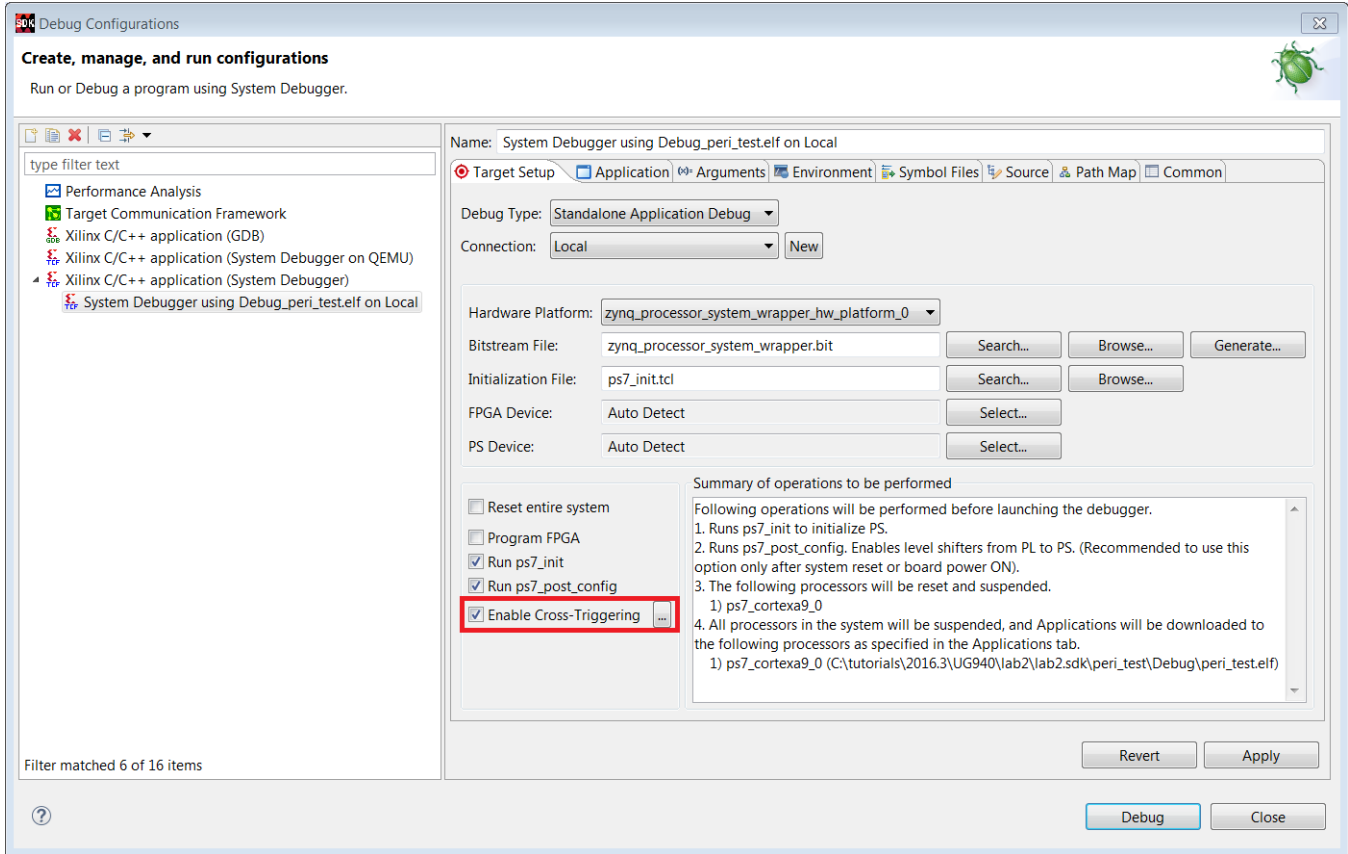 SDK Debug Configurations
Create, manage, and run configurations
Run or Debug a program using System Debugger.
type filter text
Performance Analysis
Target Communication Framework
GDB Xilinx C/C++ application (GDB)
TCF Xilinx C/C++ application (System Debugger on QEMU)
TCF Xilinx C/C++ application (System Debugger)
TCF System Debugger using Debug_peri_test.elf on Local
Filter matched 6 of 16 items
Name: System Debugger using Debug_peri_test.elf on Local
Target Setup Application Arguments Environment Symbol Files Source Path Map Common
Debug Type: Standalone Application Debug
Connection: Local New
Hardware Platform: zynq_processor_system_wrapper_hw_platform_0
Bitstream File: zynq_processor_system_wrapper.bit Search... Browse... Generate...
Initialization File: ps7_init.tcl Search... Browse...
FPGA Device: Auto Detect Select...
PS Device: Auto Detect Select...
Reset entire system
Program FPGA
Run ps7_init
Run ps7_post_config
Enable Cross-Triggering ...
Summary of operations to be performed
Following operations will be performed before launching the debugger.
1. Runs ps7_init to initialize PS.
2. Runs ps7_post_config. Enables level shifters from PL to PS. (Recommended to use this
option only after system reset or board power ON).
3. The following processors will be reset and suspended.
1) ps7_cortexa9_0
4. All processors in the system will be suspended, and Applications will be downloaded to
the following processors as specified in the Applications tab.
1) ps7_cortexa9_0 (C:\tutorials\2016.3\UG940\lab2\lab2.sdk\peri_test\Debug\peri_test.elf)
Revert Apply
? Debug Close